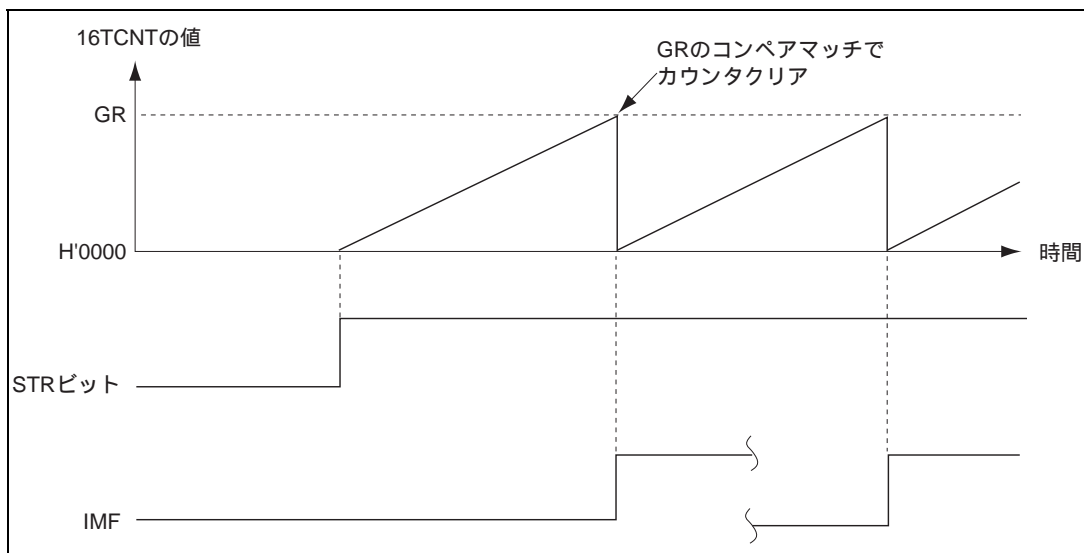 16TCNTの値
GRのコンペアマッチで
カウンタクリア
GR
H'0000
時間
STRビット
IMF